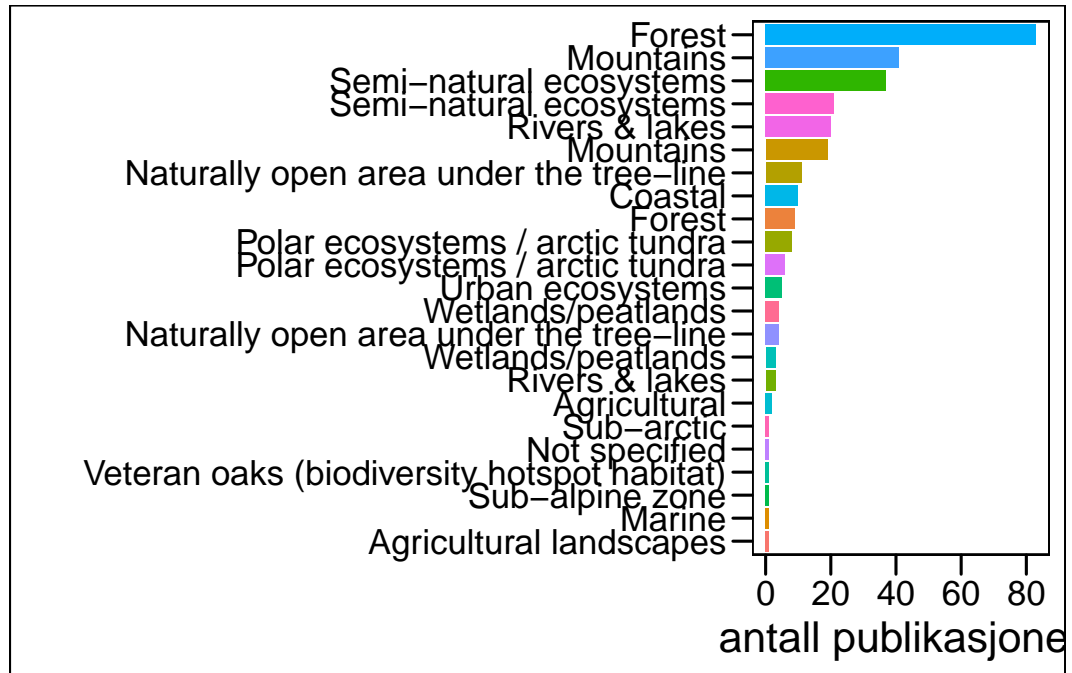 Forest
Mountains
Semi−natural ecosystems
Semi−natural ecosystems
Rivers & lakes
Mountains
Naturally open area under the tree−line
Coastal
Forest
Polar ecosystems / arctic tundra
Polar ecosystems / arctic tundra
Urban ecosystems
Wetlands/peatlands
Naturally open area under the tree−line
Wetlands/peatlands
Rivers & lakes
Agricultural
Sub−arctic
Not specified
Veteran oaks (biodiversity hotspot habitat)
Sub−alpine zone
Marine
Agricultural landscapes
0 20 40 60 80
antall publikasjone